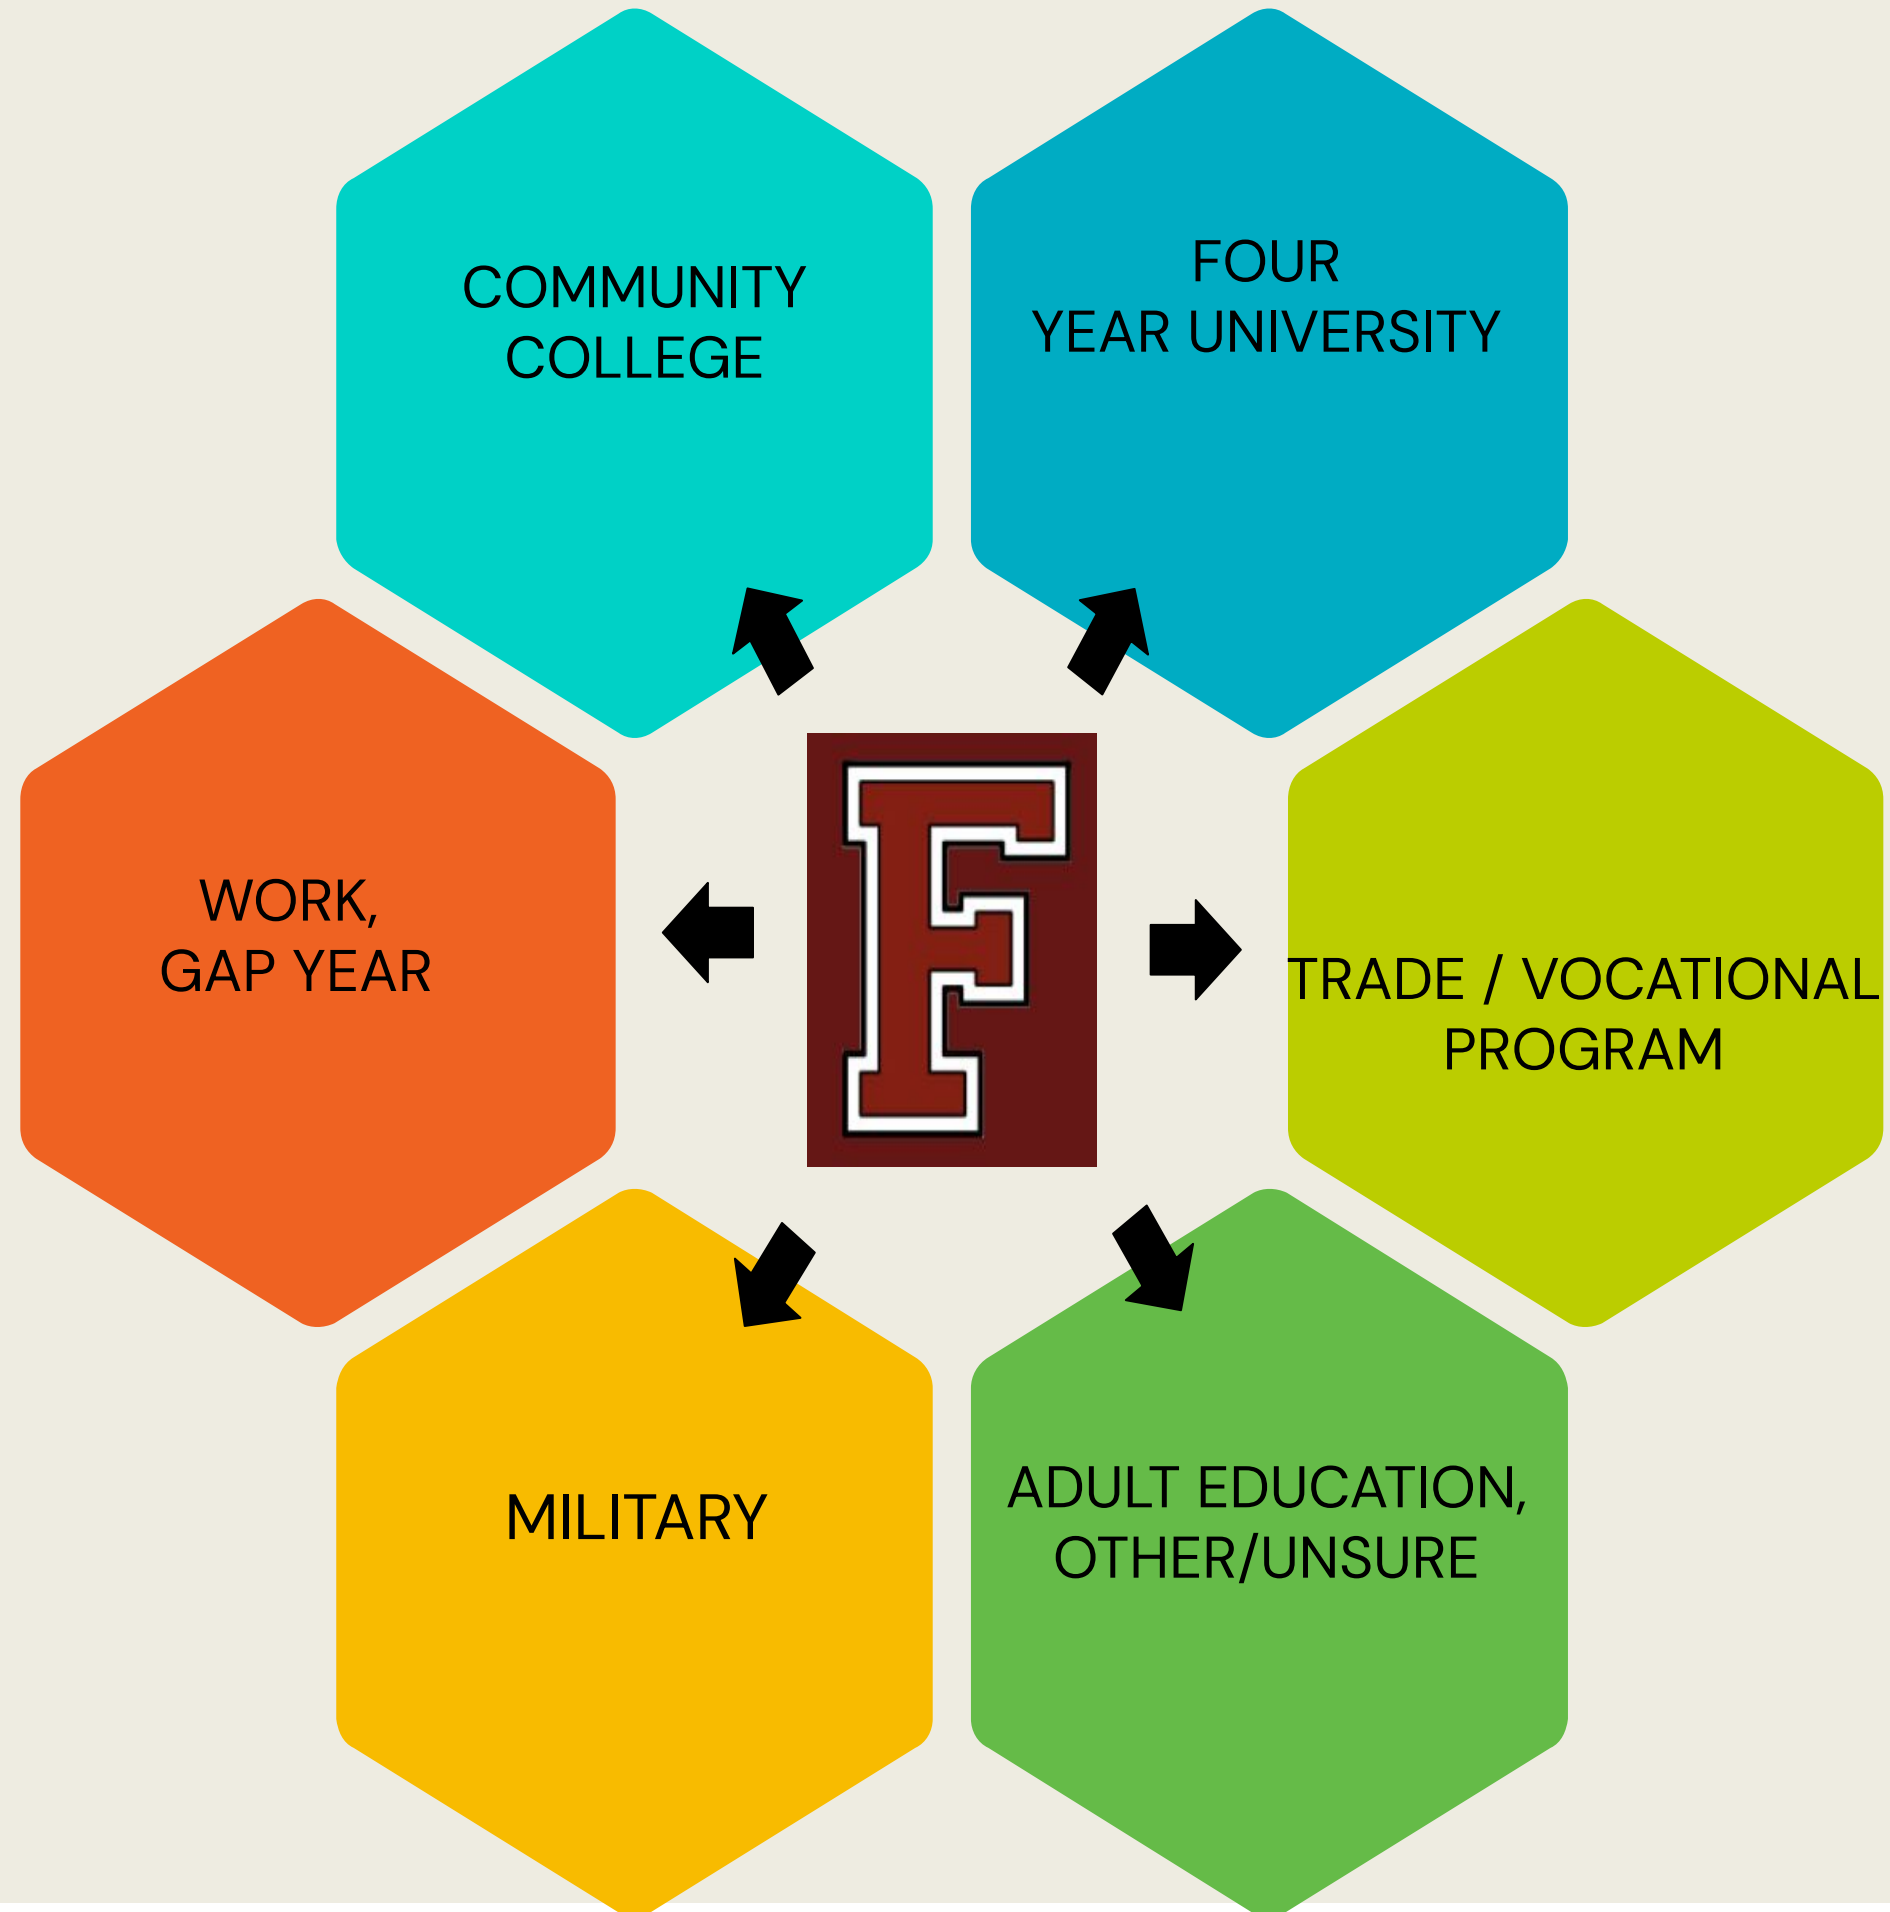 COMMUNITY
COLLEGE
FOUR
YEAR UNIVERSITY
WORK,
GAP YEAR
F
TRADE / VOCATIONAL
PROGRAM
MILITARY
ADULT EDUCATION,
OTHER/UNSURE